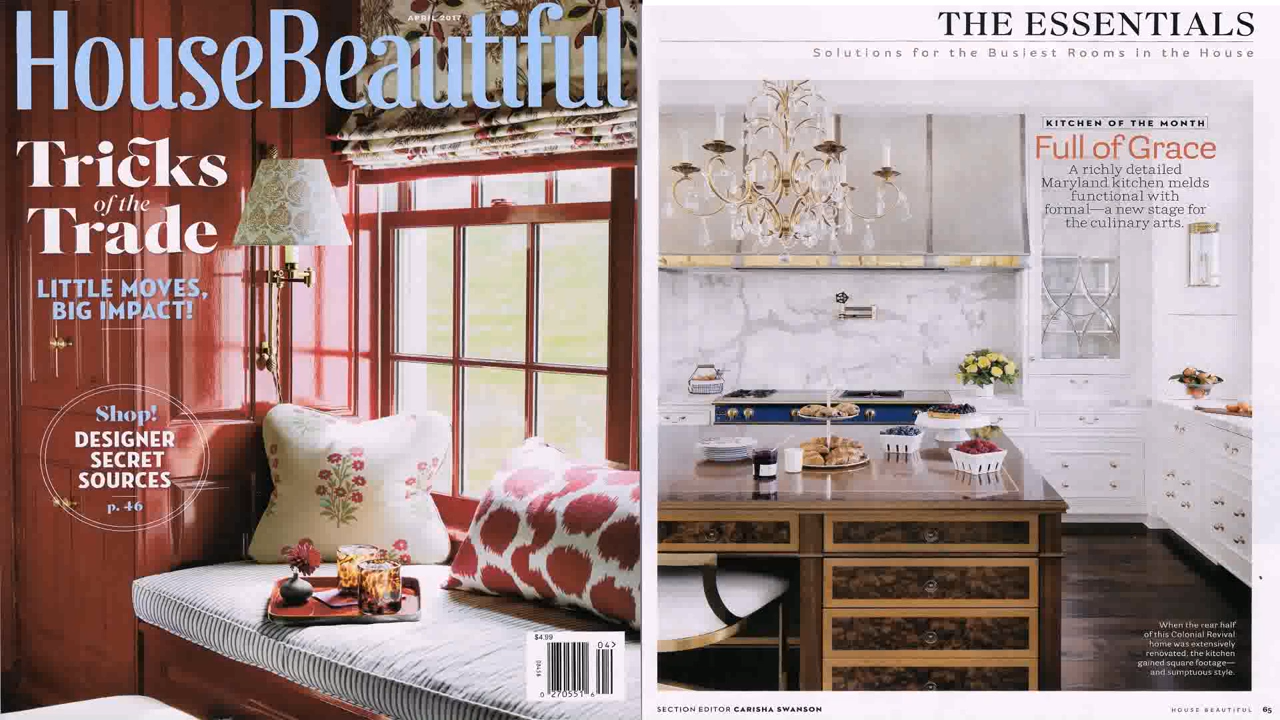 APRIL 2017
HouseBeautiful
Tricks
of the
Trade
LITTLE MOVES,
BIG IMPACT!
Shop!
DESIGNER
SECRET
SOURCES
p. 46
$4.99
04>
0 270551 6
THE ESSENTIALS
Solutions for the Busiest Rooms in the House
KITCHEN OF THE MONTH
Full of Grace
A richly detailed
Maryland kitchen melds
functional with
formal—a new stage for
the culinary arts.
When the rear half
of this Colonial Revival
home was extensively
renovated, the kitchen
gained square footage—
and sumptuous style.
SECTION EDITOR CARISHA SWANSON
HOUSE BEAUTIFUL 65